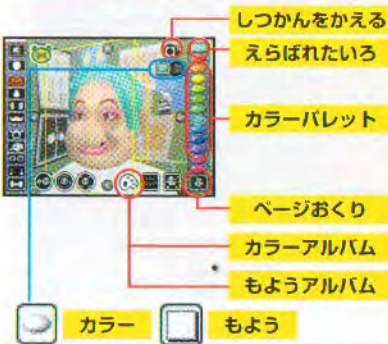 しつかんをかえる
えらばれたいろ
カラーパレット
ページおくり
カラーアルバム
もようアルバム
カラー
もよう